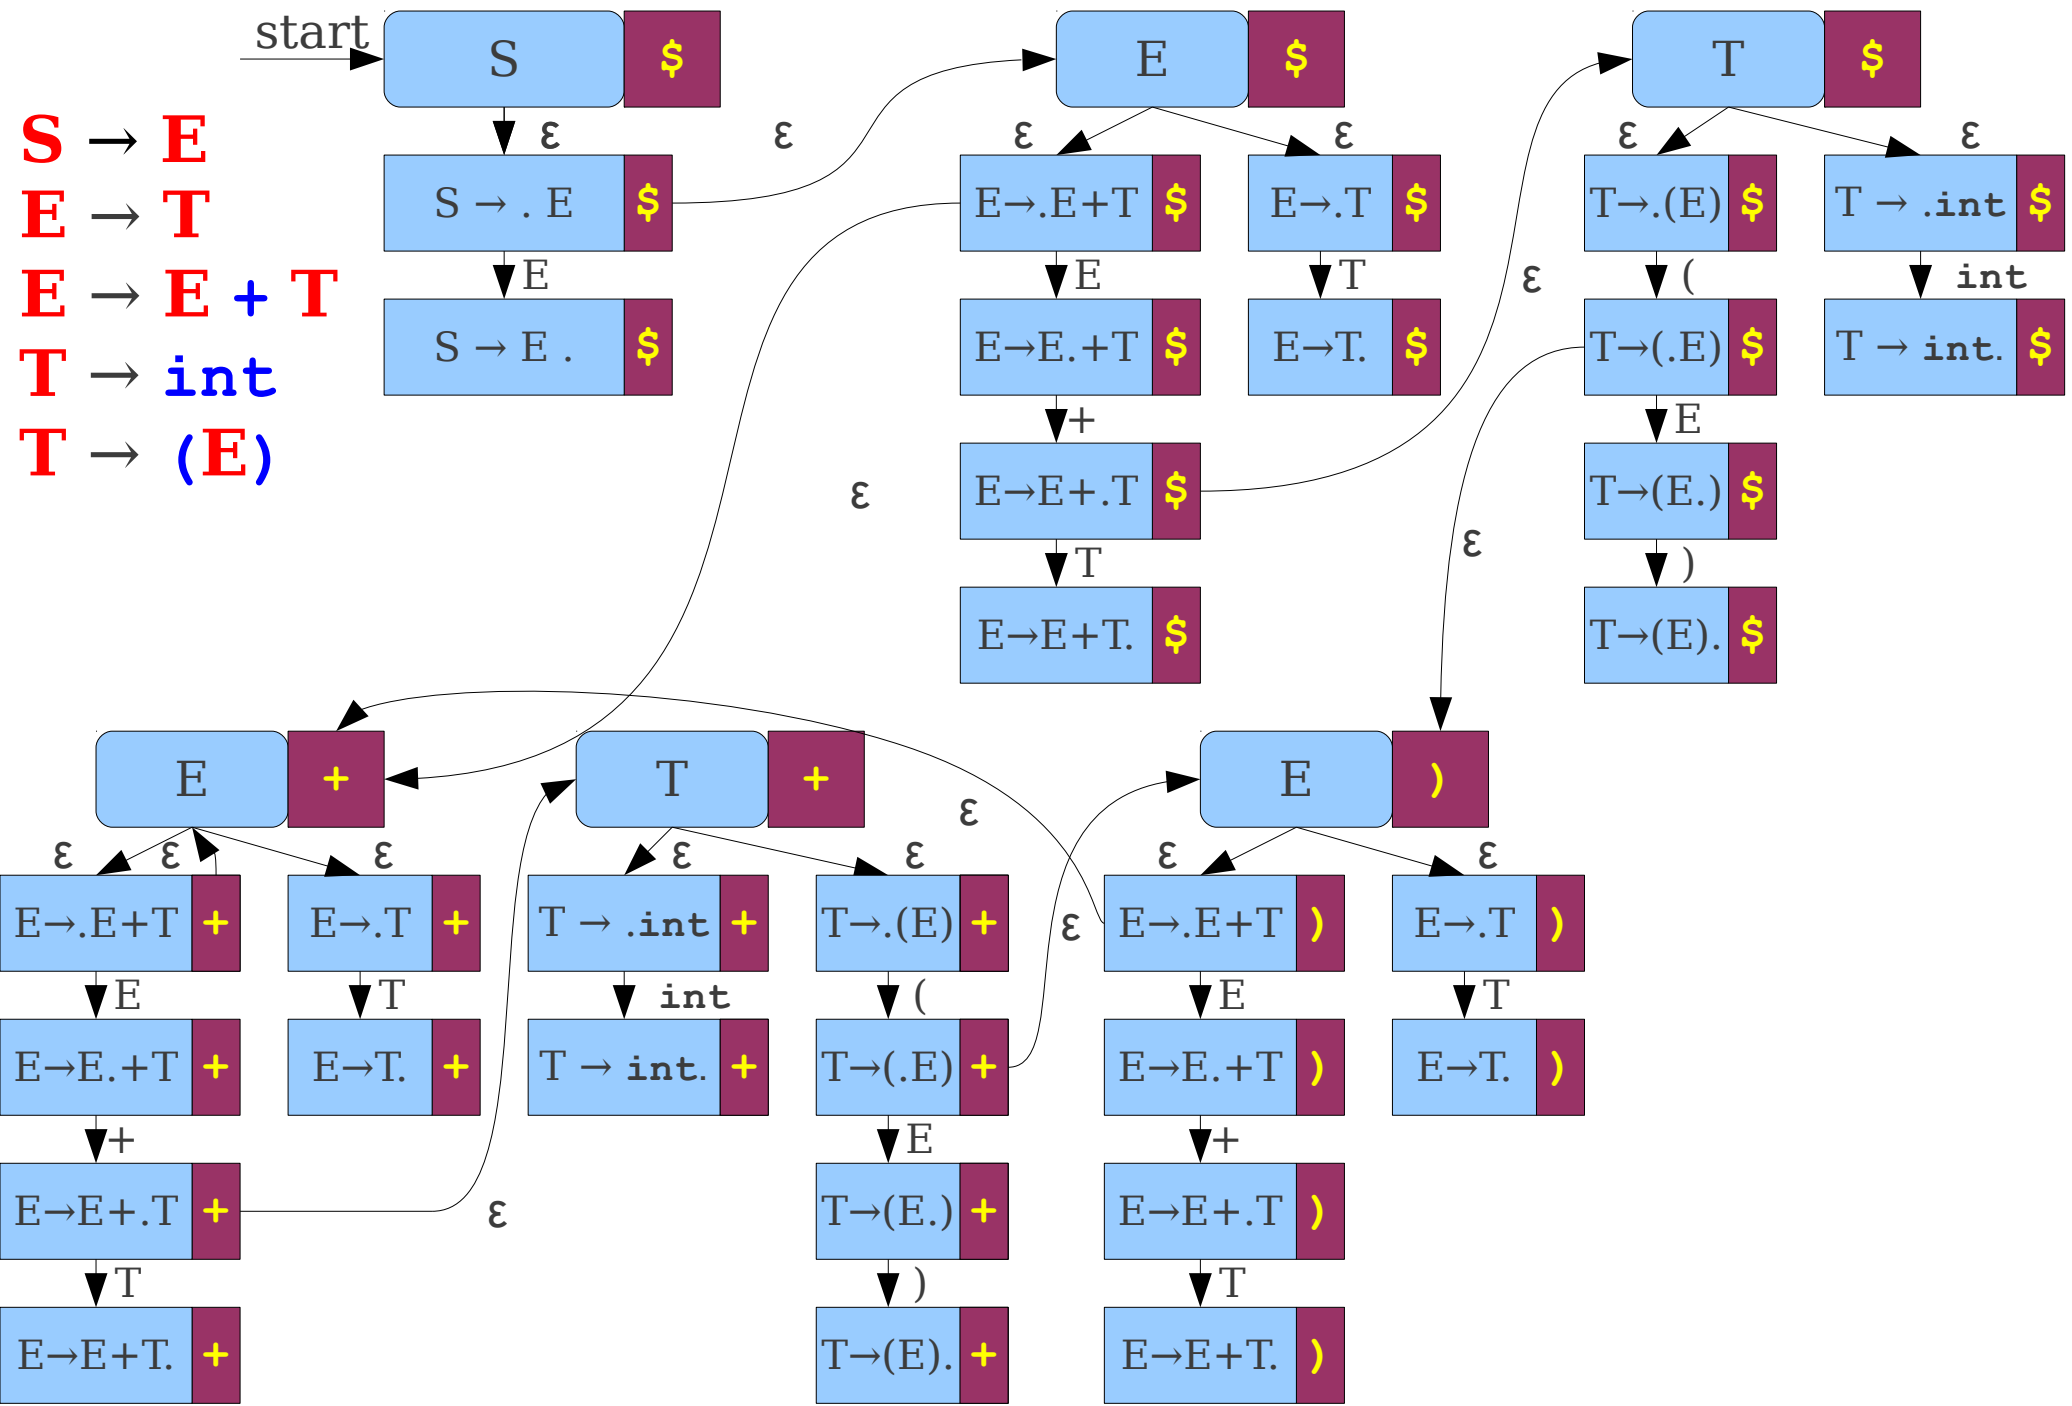 start
S $ E $ T $
ε ε ε ε ε ε
S → E
S → . E $ E→.E+T $ E→.T $ T→.(E) $ T → .int $
E → T
E E T ε ( int
E → E + T
S → E . $ E→E.+T $ E→T. $ T→(.E) $ T → int. $
T → int
+ E
T → (E)
ε E→E+.T $ T→(E.) $
ε
T )
E→E+T. $ T→(E). $
E + T + E )
ε
ε ε ε ε ε ε ε
E→.E+T + E→.T + T → .int + T→.(E) + ε E→.E+T ) E→.T )
E T int ( E T
E→E.+T + E→T. + T → int. + T→(.E) + E→E.+T ) E→T. )
+ E +
E→E+.T + ε T→(E.) + E→E+.T )
T ) T
E→E+T. + T→(E). + E→E+T. )